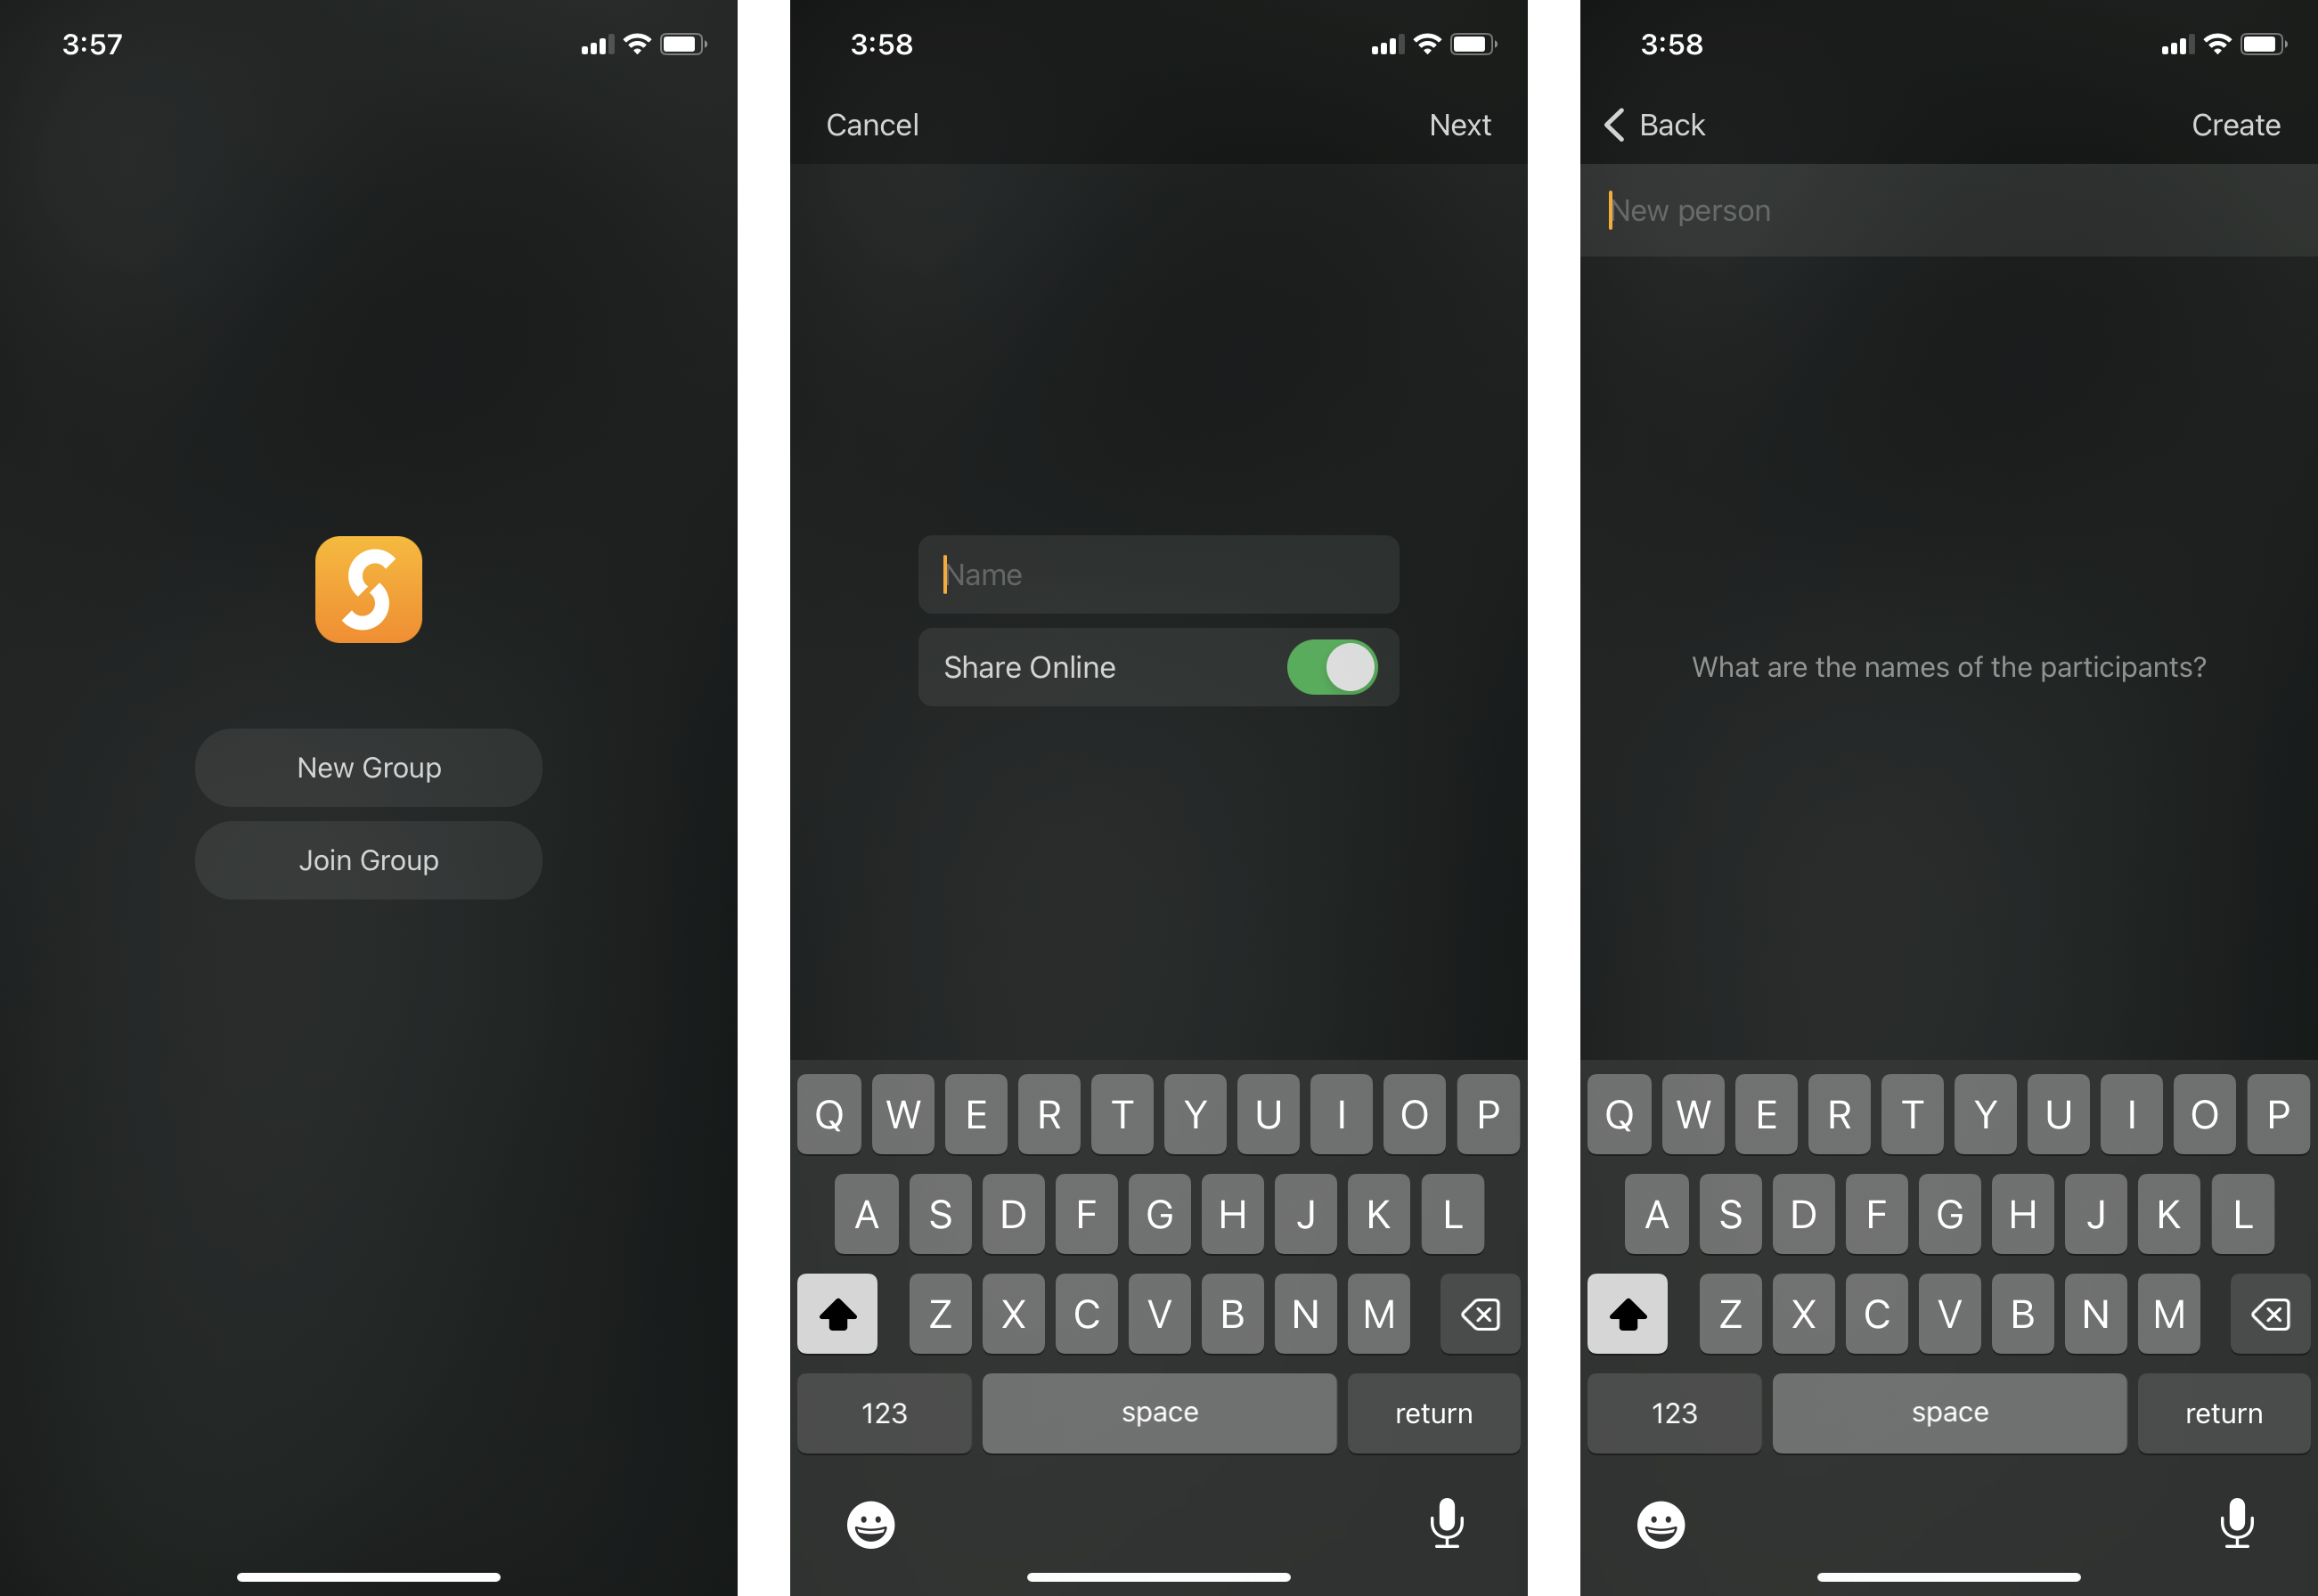 3:57
New Group
Join Group
3:58
Cancel
Next
Name
Share Online
Q W E R T Y U I O P
A S D F G H J K L
Z X C V B N M
123 space return
3:58
Back
Create
New person
What are the names of the participants?
Q W E R T Y U I O P
A S D F G H J K L
Z X C V B N M
123 space return